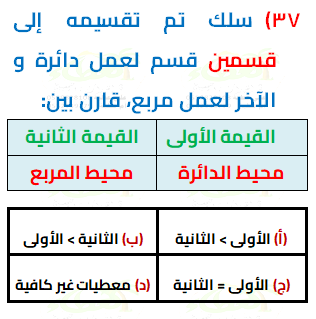 ٣٧) سلك تم تقسيمه إلى
قسمين قسم لعمل دائرة و
الآخر لعمل مربع، قارن بين:
القيمة الأولى القيمة الثانية
محيط الدائرة محيط المربع
(أ) الأولى > الثانية (ب) الثانية > الأولى
(ج) الأولى = الثانية (د) معطيات غير كافية